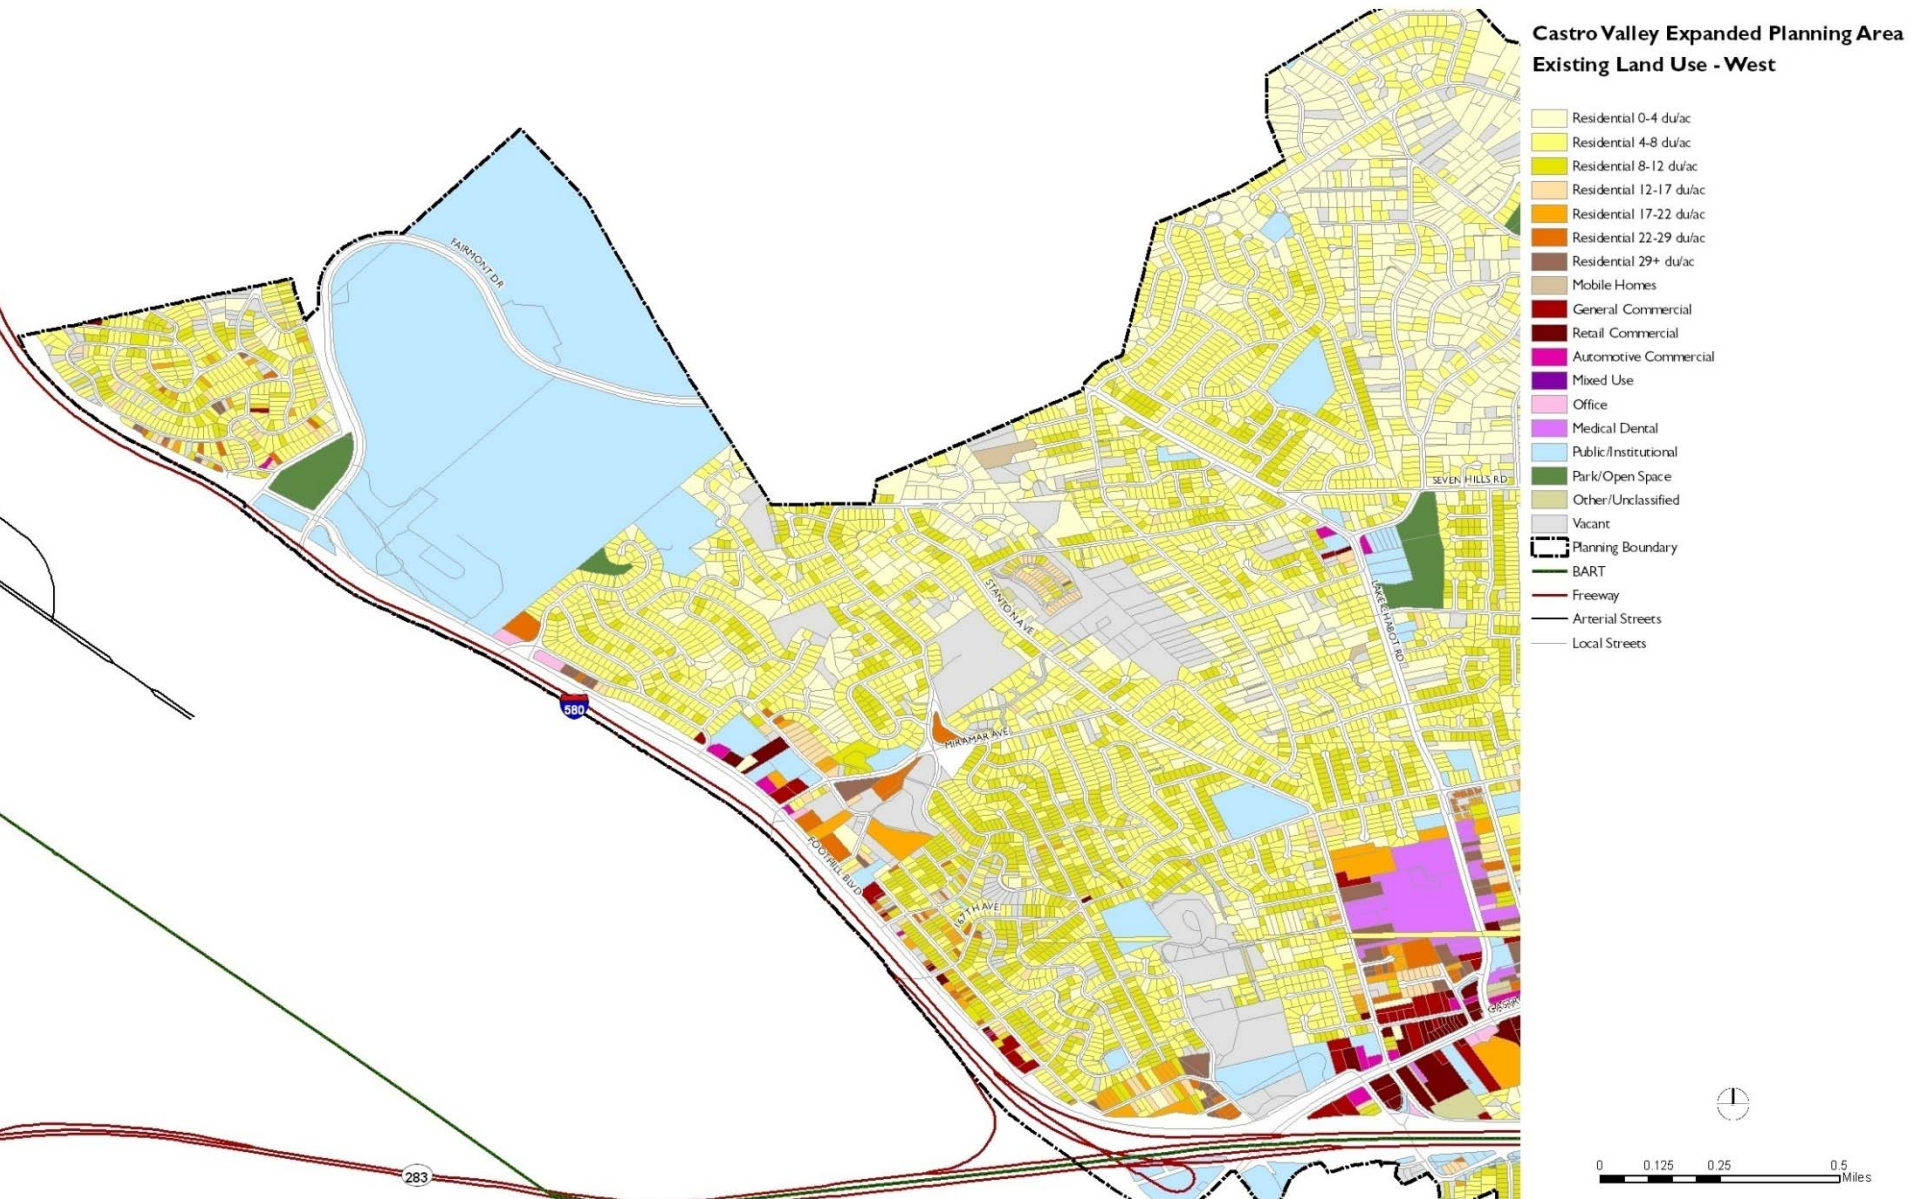 Castro Valley Expanded Planning Area
Existing Land Use - West
Residential 0-4 du/ac
Residential 4-8 du/ac
Residential 8-12 du/ac
Residential 12-17 du/ac
Residential 17-22 du/ac
Residential 22-29 du/ac
Residential 29+ du/ac
Mobile Homes
General Commercial
Retail Commercial
Automotive Commercial
Mixed Use
Office
Medical Dental
Public/Institutional
Park/Open Space
Other/Unclassified
Vacant
Planning Boundary
BART
Freeway
Arterial Streets
Local Streets
FAIRMONT DR
SEVEN HILLS RD
STANTON AVE
LAKE CHABOT RD
580
MIRAMAR AVE
FOOTHILL BLVD
167TH AVE
283
0 0.125 0.25 0.5
Miles